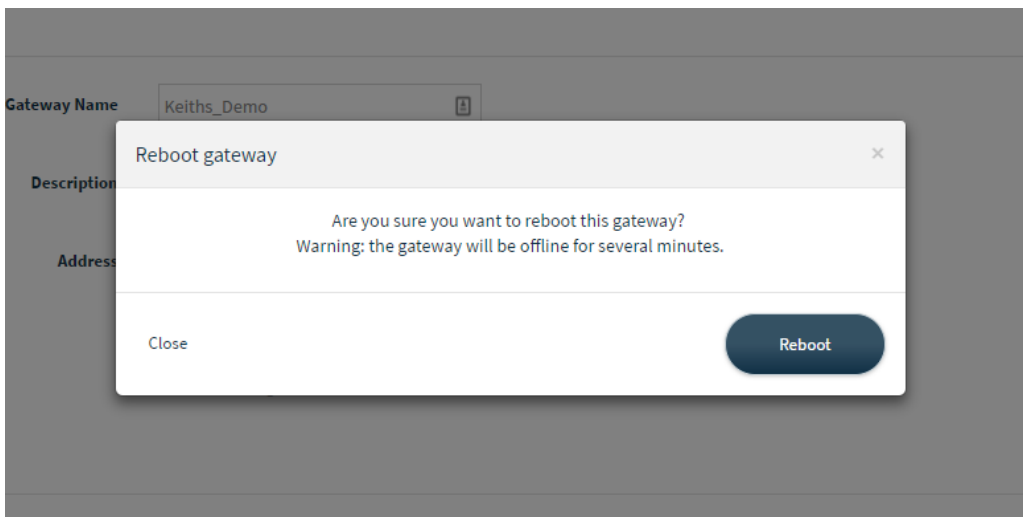 Gateway Name
Keiths_Demo
Reboot gateway
×
Description
Are you sure you want to reboot this gateway?
Warning: the gateway will be offline for several minutes.
Address
Close
Reboot